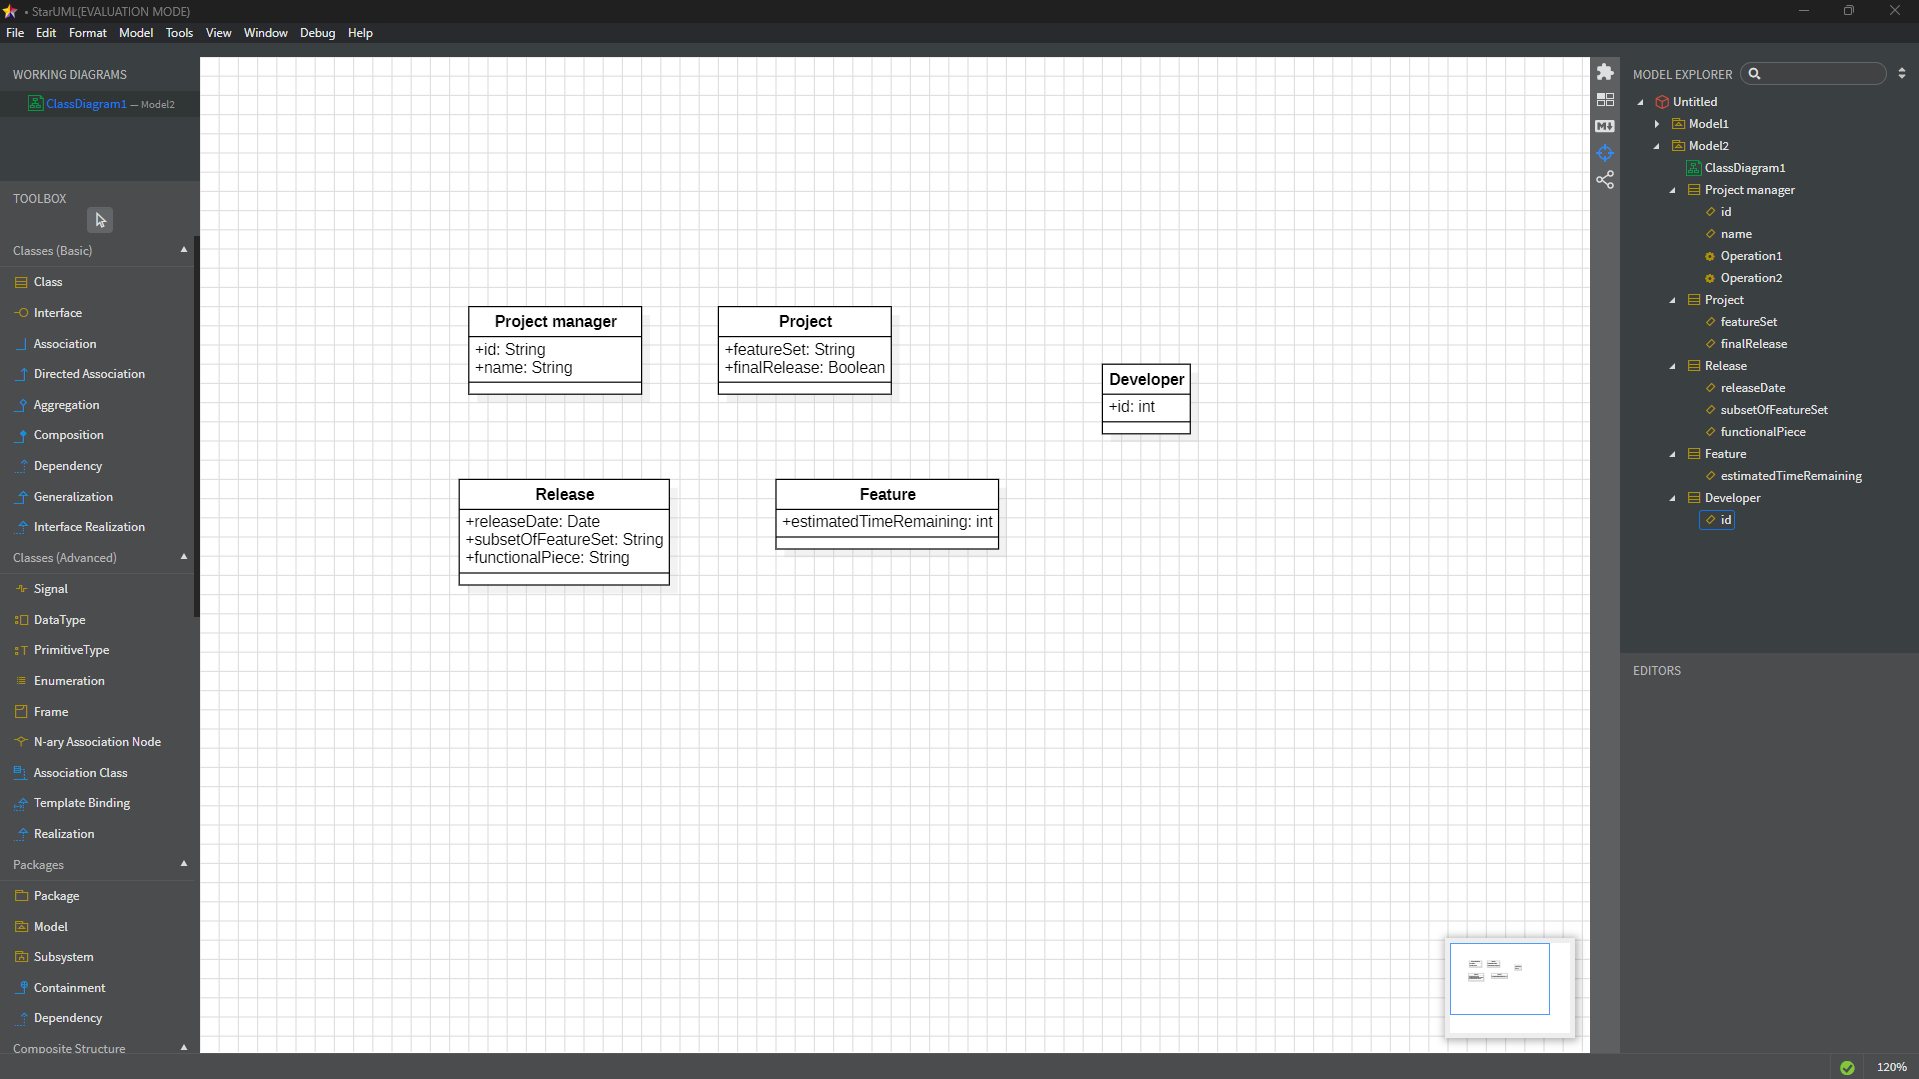 • StarUML(EVALUATION MODE)
File Edit Format Model Tools View Window Debug Help
WORKING DIAGRAMS
ClassDiagram1 — Model2
TOOLBOX
Classes (Basic)
Class
Interface
Association
Directed Association
Aggregation
Composition
Dependency
Generalization
Interface Realization
Classes (Advanced)
Signal
DataType
PrimitiveType
Enumeration
Frame
N-ary Association Node
Association Class
Template Binding
Realization
Packages
Package
Model
Subsystem
Containment
Dependency
Composite Structure
Project manager
+id: String
+name: String
Project
+featureSet: String
+finalRelease: Boolean
Developer
+id: int
Release
+releaseDate: Date
+subsetOfFeatureSet: String
+functionalPiece: String
Feature
+estimatedTimeRemaining: int
MODEL EXPLORER
Untitled
Model1
Model2
ClassDiagram1
Project manager
id
name
Operation1
Operation2
Project
featureSet
finalRelease
Release
releaseDate
subsetOfFeatureSet
functionalPiece
Feature
estimatedTimeRemaining
Developer
id
EDITORS
120%